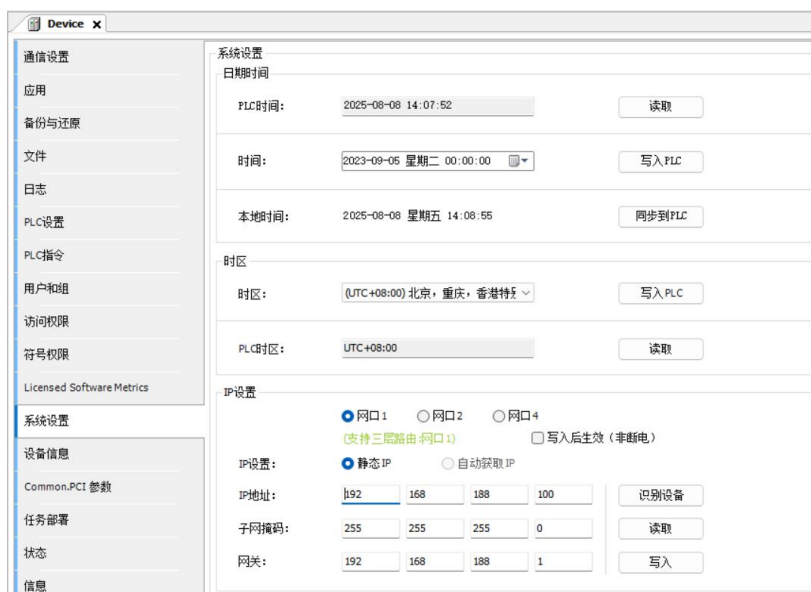 Device X
通信设置
应用
备份与还原
文件
日志
PLC设置
PLC指令
用户和组
访问权限
符号权限
Licensed Software Metrics
系统设置
设备信息
Common.PCI 参数
任务部署
状态
信息
系统设置
日期时间
PLC时间: 2025-08-08 14:07:52 读取
时间: 2023-09-05 星期二 00:00:00 写入PLC
本地时间: 2025-08-08 星期五 14:08:55 同步到PLC
时区
时区: (UTC+08:00) 北京, 重庆, 香港特别 写入PLC
PLC时区: UTC+08:00 读取
IP设置
网口1 网口2 网口4
(支持三层路由:网口1) 写入后生效 (非断电)
IP设置: 静态IP 自动获取IP
IP地址: 192 168 188 100 识别设备
子网掩码: 255 255 255 0 读取
网关: 192 168 188 1 写入